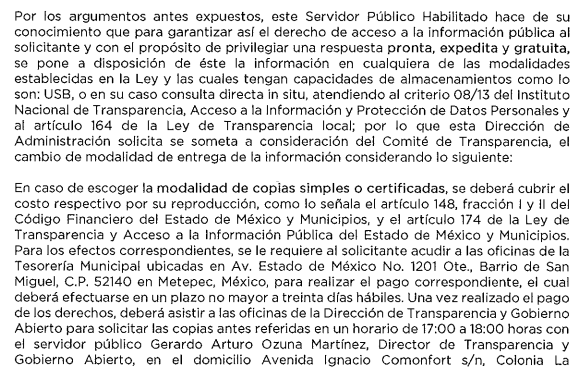 Por los argumentos antes expuestos, este Servidor Público Habilitado hace de su
conocimiento que para garantizar así el derecho de acceso a la información pública al
solicitante y con el propósito de privilegiar una respuesta pronta, expedita y gratuita,
se pone a disposición de éste la información en cualquiera de las modalidades
establecidas en la Ley y las cuales tengan capacidades de almacenamientos como lo
son: USB, o en su caso consulta directa in situ, atendiendo al criterio 08/13 del Instituto
Nacional de Transparencia, Acceso a la Información y Protección de Datos Personales y
al artículo 164 de la Ley de Transparencia local; por lo que esta Dirección de
Administración solicita se someta a consideración del Comité de Transparencia, el
cambio de modalidad de entrega de la información considerando lo siguiente:
En caso de escoger la modalidad de copias simples o certificadas, se deberá cubrir el
costo respectivo por su reproducción, como lo señala el artículo 148, fracción I y II del
Código Financiero del Estado de México y Municipios, y el artículo 174 de la Ley de
Transparencia y Acceso a la Información Pública del Estado de México y Municipios.
Para los efectos correspondientes, se le requiere al solicitante acudir a las oficinas de la
Tesorería Municipal ubicadas en Av. Estado de México No. 1201 Ote., Barrio de San
Miguel, C.P. 52140 en Metepec, México, para realizar el pago correspondiente, el cual
deberá efectuarse en un plazo no mayor a treinta días hábiles. Una vez realizado el pago
de los derechos, deberá asistir a las oficinas de la Dirección de Transparencia y Gobierno
Abierto para solicitar las copias antes referidas en un horario de 17:00 a 18:00 horas con
el servidor público Gerardo Arturo Ozuna Martínez, Director de Transparencia y
Gobierno Abierto, en el domicilio Avenida Ignacio Comonfort s/n, Colonia La